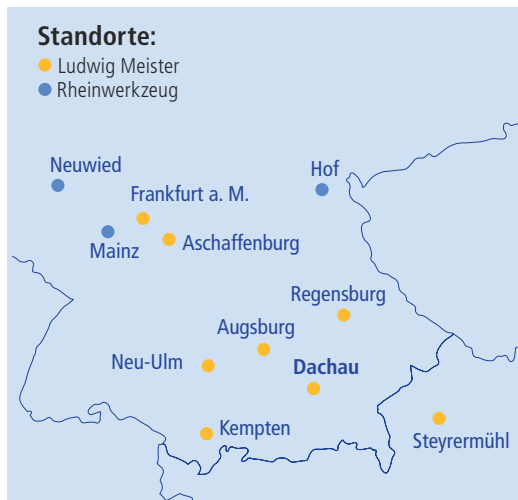 Standorte:
Ludwig Meister
Rheinwerkzeug
Neuwied
Hof
Frankfurt a. M.
Mainz
Aschaffenburg
Regensburg
Augsburg
Neu-Ulm
Dachau
Kempten
Steyrermühl